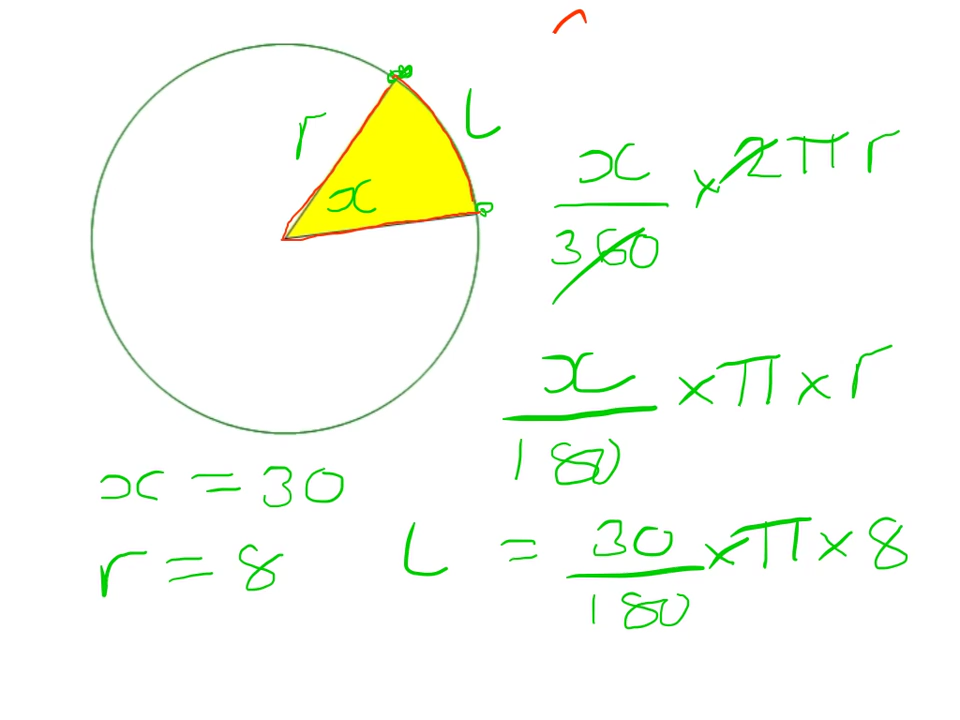 r
L
x
x/360 × 2πr
x/180 × π × r
x = 30
r = 8
L = 30/180 × π × 8